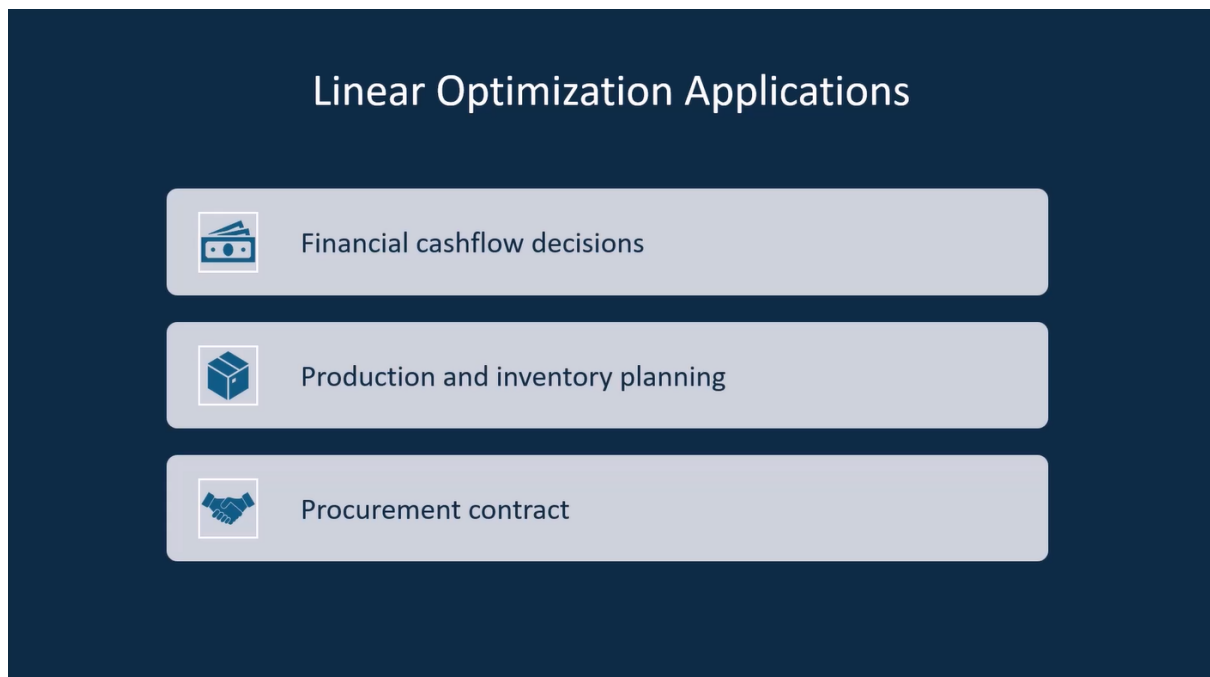 Linear Optimization Applications
Financial cashflow decisions
Production and inventory planning
Procurement contract